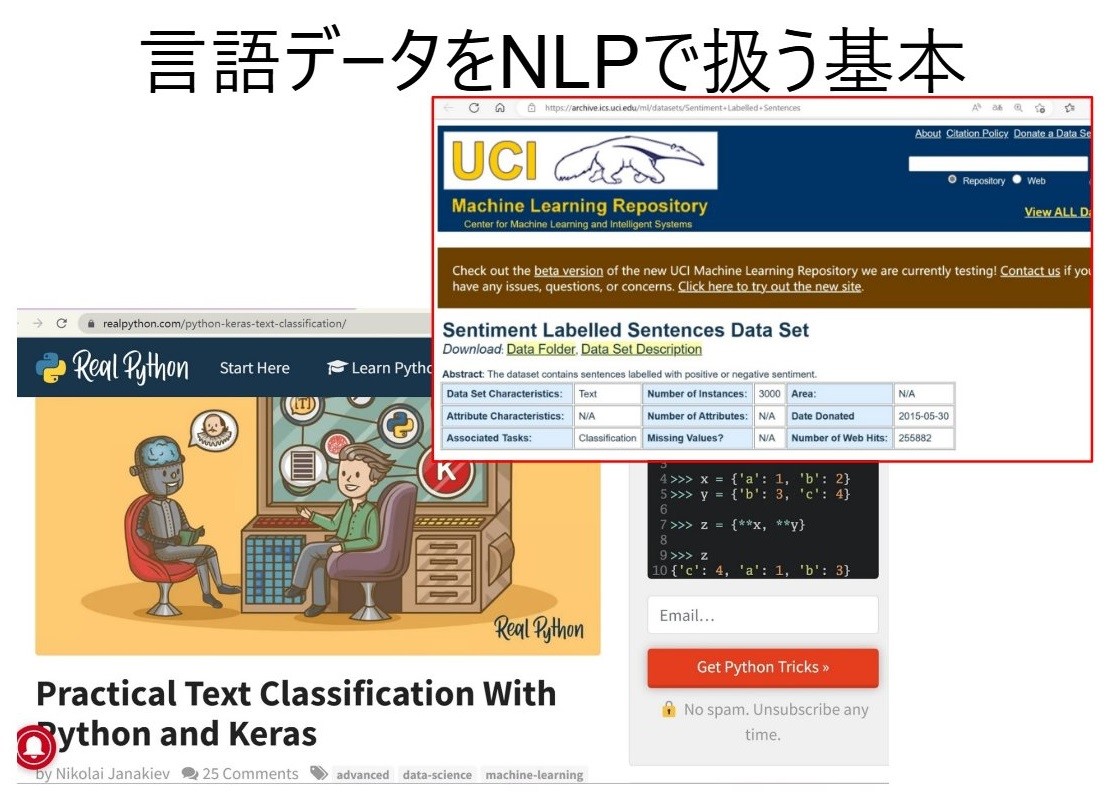 言語データをNLPで扱う基本
https://archive.ics.uci.edu/ml/datasets/Sentiment+Labelled+Sentences
About Citation Policy Donate a Data Se
UCI
Repository Web
Machine Learning Repository
Center for Machine Learning and Intelligent Systems
View ALL Da
Check out the beta version of the new UCI Machine Learning Repository we are currently testing! Contact us if you
have any issues, questions, or concerns. Click here to try out the new site.
Sentiment Labelled Sentences Data Set
Download: Data Folder, Data Set Description
Abstract: The dataset contains sentences labelled with positive or negative sentiment.
Data Set Characteristics: Text Number of Instances: 3000 Area: N/A
Attribute Characteristics: N/A Number of Attributes: N/A Date Donated 2015-05-30
Associated Tasks: Classification Missing Values? N/A Number of Web Hits: 255882
realpython.com/python-keras-text-classification/
Real Python Start Here Learn Pytho
K
Real Python
3
4 >>> x = {'a': 1, 'b': 2}
5 >>> y = {'b': 3, 'c': 4}
6
7 >>> z = {**x, **y}
8
9 >>> z
10 {'c': 4, 'a': 1, 'b': 3}
Email…
Get Python Tricks »
No spam. Unsubscribe any
time.
Practical Text Classification With
Python and Keras
by Nikolai Janakiev 25 Comments advanced data-science machine-learning